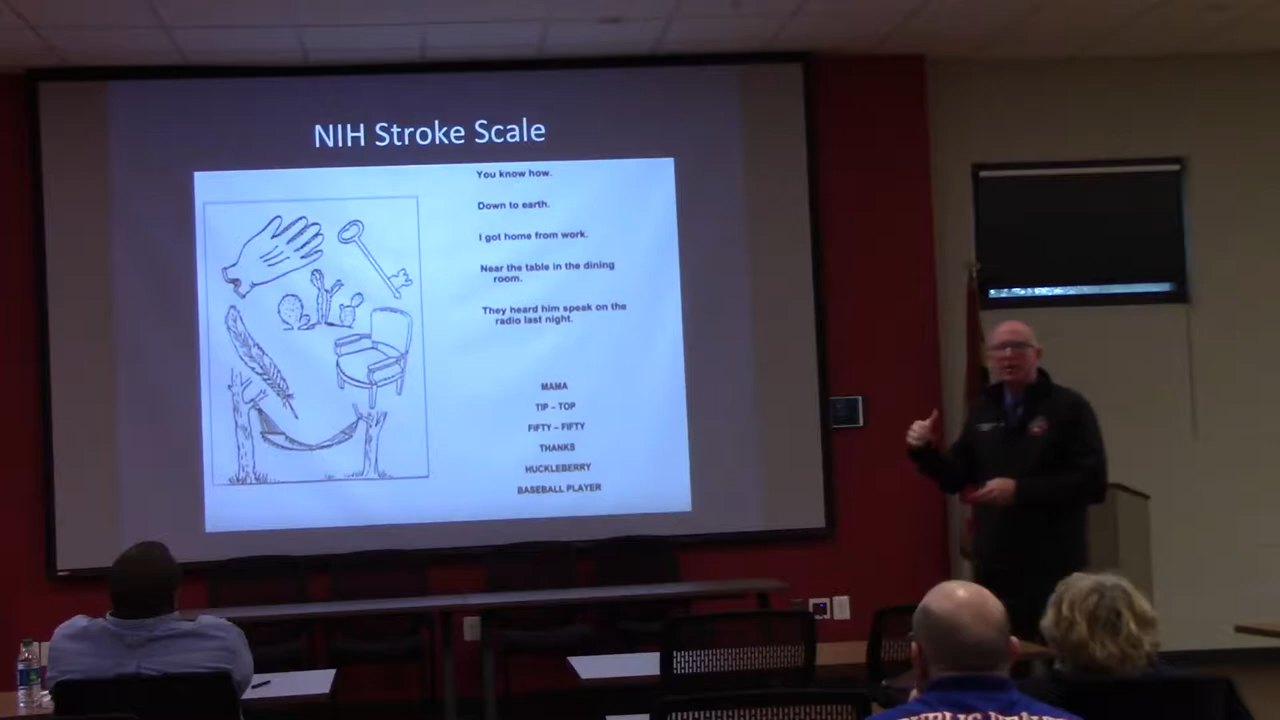 NIH Stroke Scale
You know how.
Down to earth.
I got home from work.
Near the table in the dining
room.
They heard him speak on the
radio last night.
MAMA
TIP – TOP
FIFTY – FIFTY
THANKS
HUCKLEBERRY
BASEBALL PLAYER